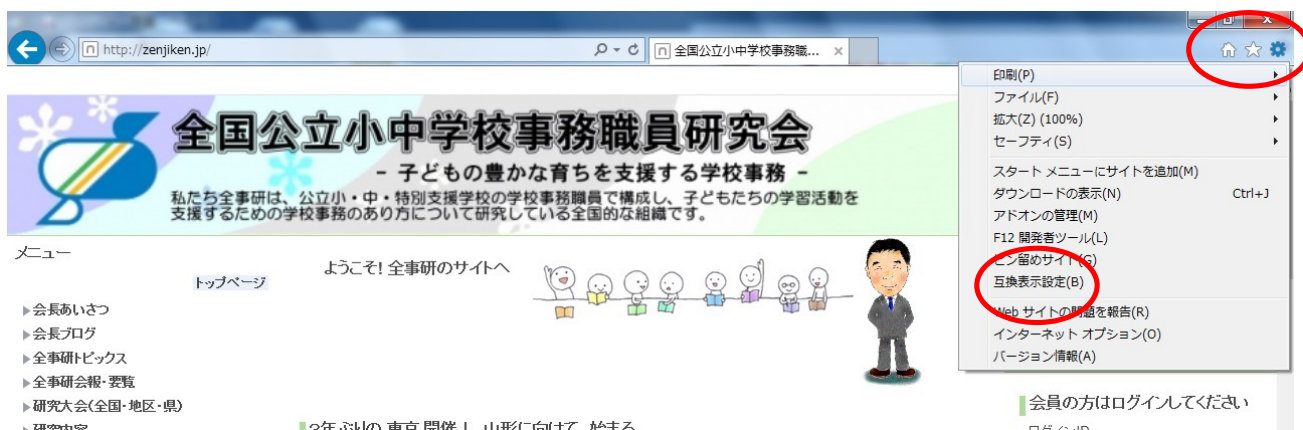 http://zenjiken.jp/
全国公立小中学校事務職...
印刷(P)
ファイル(F)
拡大(Z) (100%)
セーフティ(S)
スタート メニューにサイトを追加(M)
ダウンロードの表示(N) Ctrl+J
アドオンの管理(M)
F12 開発者ツール(L)
ピン留めサイト(G)
互換表示設定(B)
Web サイトの問題を報告(R)
インターネット オプション(O)
バージョン情報(A)
全国公立小中学校事務職員研究会
- 子どもの豊かな育ちを支援する学校事務 -
私たち全事研は、公立小・中・特別支援学校の学校事務職員で構成し、子どもたちの学習活動を
支援するための学校事務のあり方について研究している全国的な組織です。
メニュー
トップページ
会長あいさつ
会長ブログ
全事研トピックス
全事研会報・要覧
研究大会(全国・地区・県)
ようこそ! 全事研のサイトへ
会員の方はログインしてください